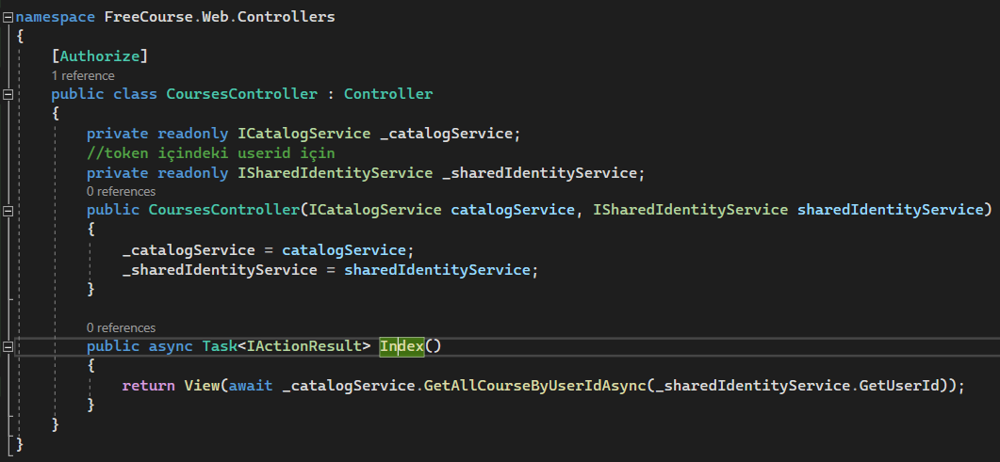 namespace FreeCourse.Web.Controllers
{
[Authorize]
1 reference
public class CoursesController : Controller
{
private readonly ICatalogService _catalogService;
//token içindeki userid için
private readonly ISharedIdentityService _sharedIdentityService;
0 references
public CoursesController(ICatalogService catalogService, ISharedIdentityService sharedIdentityService)
{
_catalogService = catalogService;
_sharedIdentityService = sharedIdentityService;
}
0 references
public async Task<IActionResult> Index()
{
return View(await _catalogService.GetAllCourseByUserIdAsync(_sharedIdentityService.GetUserId));
}
}
}